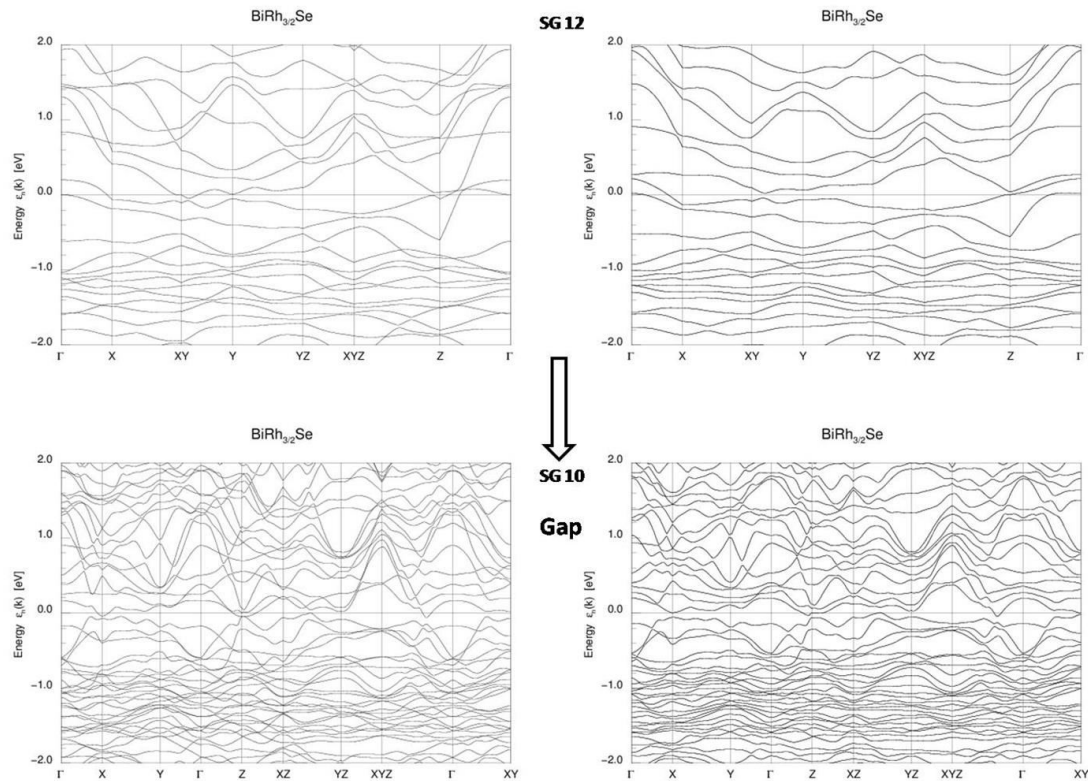 BiRh3/2Se
SG 12
BiRh3/2Se
2.0
1.0
0.0
−1.0
−2.0
Energy εn(k) [eV]
Γ X XY Y YZ XYZ Z Γ
2.0
1.0
0.0
−1.0
−2.0
Energy εn(k) [eV]
Γ X XY Y YZ XYZ Z Γ
SG 10
Gap
BiRh3/2Se
BiRh3/2Se
2.0
1.0
0.0
−1.0
−2.0
Energy εn(k) [eV]
Γ X Y Γ Z XZ YZ XYZ Γ XY
2.0
1.0
0.0
−1.0
−2.0
Energy εn(k) [eV]
Γ X Y Γ Z XZ YZ XYZ Γ XY